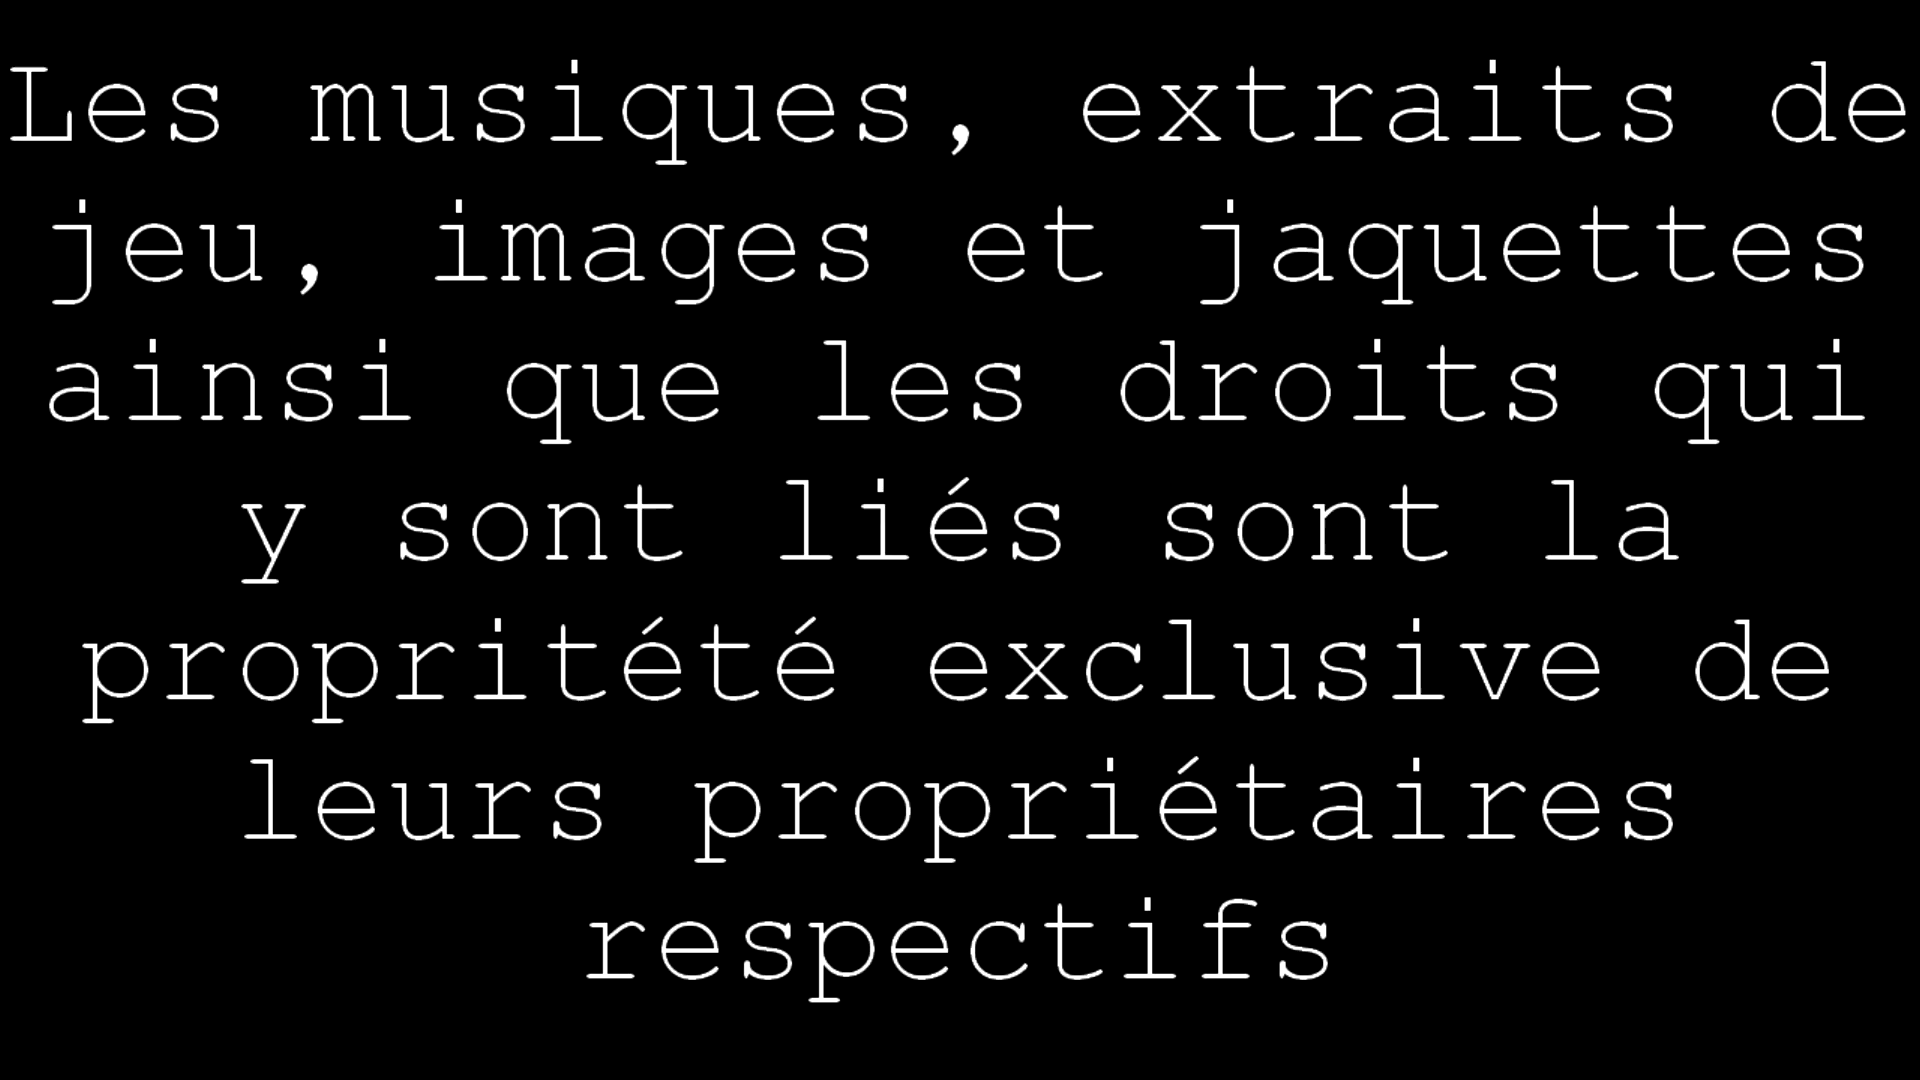 Les musiques, extraits de
jeu, images et jaquettes
ainsi que les droits qui
y sont liés sont la
propritété exclusive de
leurs propriétaires
respectifs